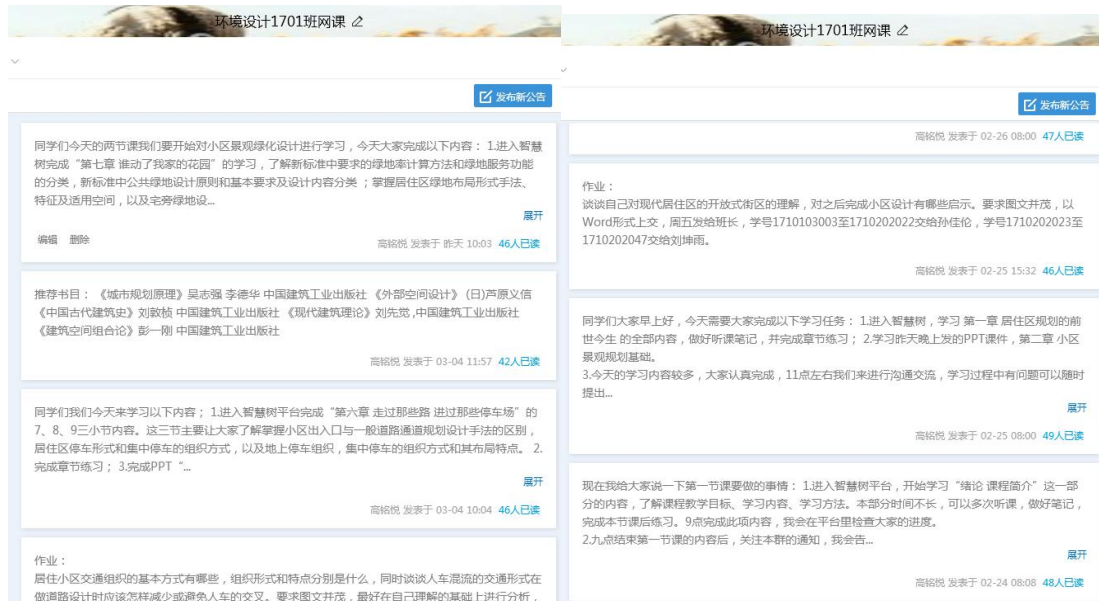 环境设计1701班网课
发布新公告
同学们今天的两节课我们要开始对小区景观绿化设计进行学习，今天大家完成以下内容： 1.进入智慧
树完成“第七章 谁动了我家的花园”的学习，了解新标准中要求的绿地率计算方法和绿地服务功能
的分类，新标准中公共绿地设计原则和基本要求及设计内容分类；掌握居住区绿地布局形式手法、
特征及适用空间，以及宅旁绿地设...
展开
编辑 删除
高铭悦 发表于 昨天 10:03 46人已读
推荐书目： 《城市规划原理》吴志强 李德华 中国建筑工业出版社 《外部空间设计》 (日)芦原义信
《中国古代建筑史》刘敦桢 中国建筑工业出版社 《现代建筑理论》刘先觉 ,中国建筑工业出版社
《建筑空间组合论》彭一刚 中国建筑工业出版社
高铭悦 发表于 03-04 11:57 42人已读
同学们我们今天来学习以下内容； 1.进入智慧树平台完成“第六章 走过那些路 进过那些停车场”的
7、8、9三小节内容。这三节主要让大家了解掌握小区出入口与一般道路通道规划设计手法的区别，
居住区停车形式和集中停车的组织方式，以及地上停车组织，集中停车的组织方式和其布局特点。 2.
完成章节练习； 3.完成PPT“...
展开
高铭悦 发表于 03-04 10:04 46人已读
作业：
居住小区交通组织的基本方式有哪些，组织形式和特点分别是什么，同时谈谈人车混流的交通形式在
做道路设计时应该怎样减少或避免人车的交叉。要求图文并茂，最好在自己理解的基础上进行分析，
环境设计1701班网课
发布新公告
高铭悦 发表于 02-26 08:00 47人已读
作业：
谈谈自己对现代居住区的开放式街区的理解，对之后完成小区设计有哪些启示。要求图文并茂，以
Word形式上交，周五发给班长，学号1710103003至1710202022交给孙佳伦，学号1710202023至
1710202047交给刘坤雨。
高铭悦 发表于 02-25 15:32 46人已读
同学们大家早上好，今天需要大家完成以下学习任务： 1.进入智慧树，学习 第一章 居住区规划的前
世今生 的全部内容，做好听课笔记，并完成章节练习； 2.学习昨天晚上发的PPT课件，第二章 小区
景观规划基础。
3.今天的学习内容较多，大家认真完成，11点左右我们来进行沟通交流，学习过程中有问题可以随时
提出...
展开
高铭悦 发表于 02-25 08:00 49人已读
现在我给大家说一下第一节课要做的事情： 1.进入智慧树平台，开始学习“绪论 课程简介”这一部
分的内容，了解课程教学目标、学习内容、学习方法。本部分时间不长，可以多次听课，做好笔记，
完成本节课后练习。9点完成此项内容，我会在平台里检查大家的进度。
2.九点结束第一节课的内容后，关注本群的通知，我会告...
展开
高铭悦 发表于 02-24 08:08 48人已读